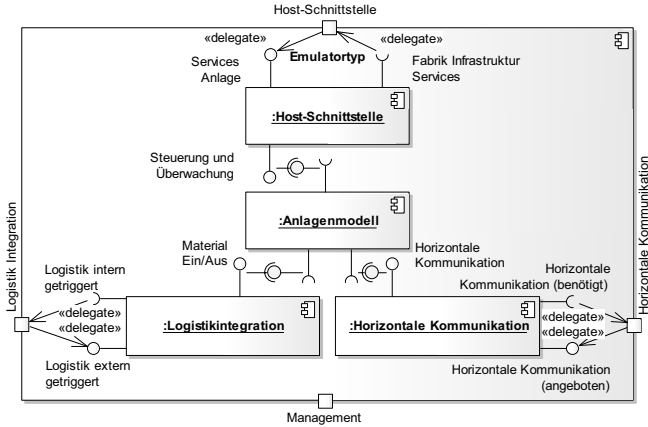 Host-Schnittstelle
«delegate»
«delegate»
Emulatortyp
Services
Anlage
Fabrik Infrastruktur
Services
:Host-Schnittstelle
Steuerung und
Überwachung
:Anlagenmodell
Material
Ein/Aus
Horizontale
Kommunikation
Logistik Integration
Logistik intern
getriggert
«delegate»
«delegate»
:Logistikintegration
Logistik extern
getriggert
:Horizontale Kommunikation
Horizontale
Kommunikation (benötigt)
«delegate»
«delegate»
Horizontale Kommunikation
(angeboten)
Horizontale Kommunikation
Management